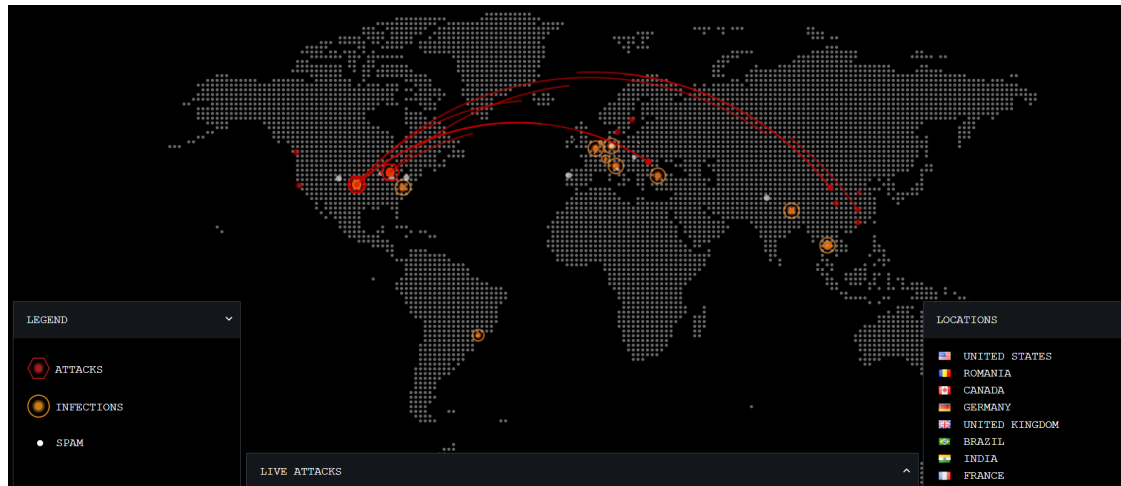 LEGEND
ATTACKS
INFECTIONS
SPAM
LIVE ATTACKS
LOCATIONS
UNITED STATES
ROMANIA
CANADA
GERMANY
UNITED KINGDOM
BRAZIL
INDIA
FRANCE